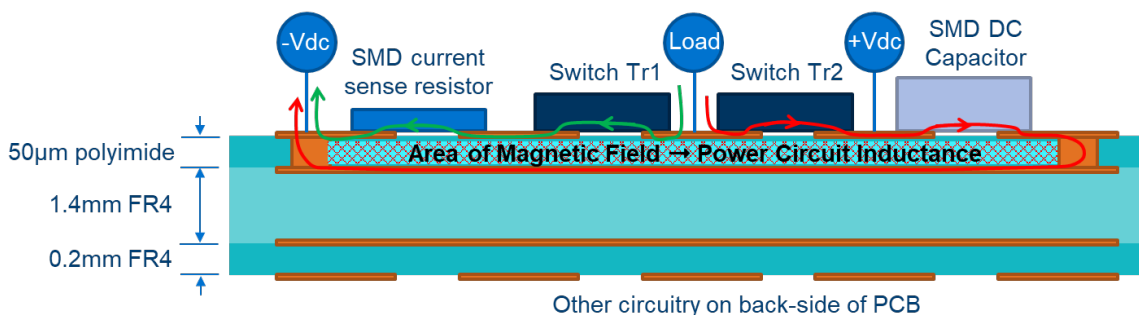 -Vdc
SMD current
sense resistor
Switch Tr1
Load
Switch Tr2
+Vdc
SMD DC
Capacitor
50µm polyimide
Area of Magnetic Field → Power Circuit Inductance
1.4mm FR4
0.2mm FR4
Other circuitry on back-side of PCB